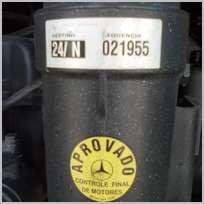 DESTINO SEQUENCIA
24/ N 021955
APROVADO
CONTROLE FINAL
DE MOTORES